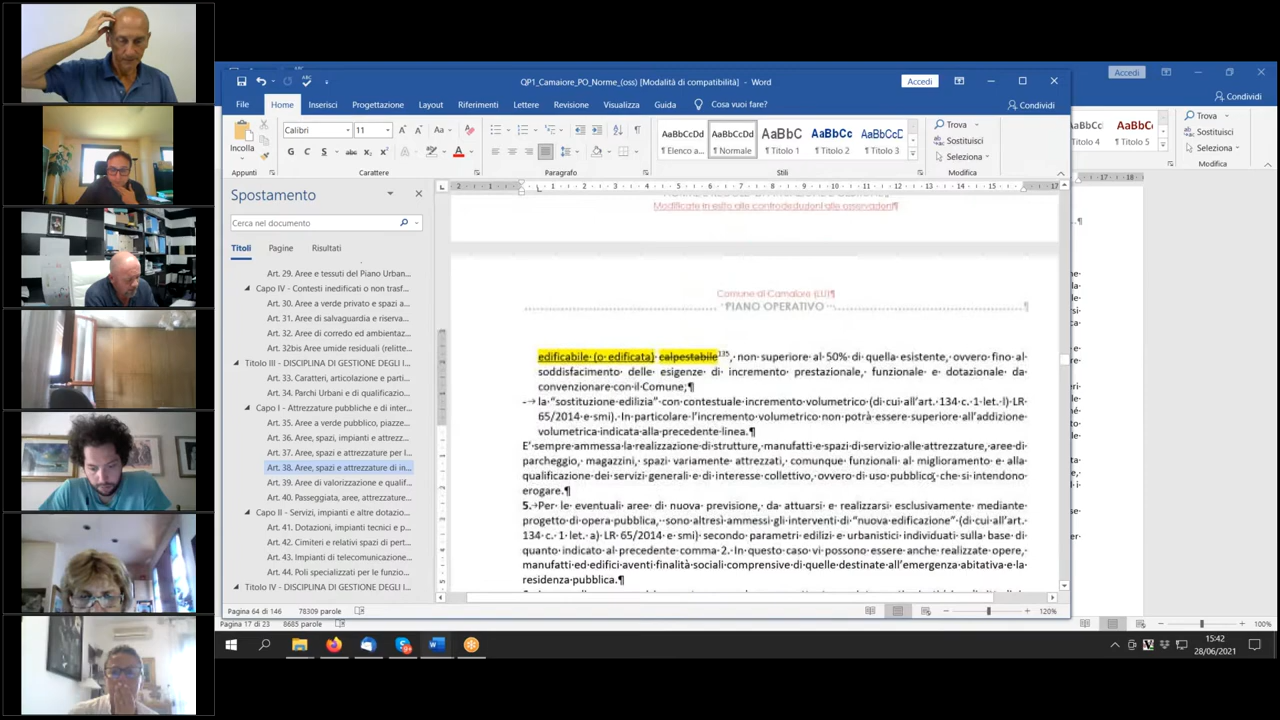 Accedi
Condividi
QP1_Camaiore_PO_Norme_(oss) [Modalità di compatibilità] - Word
Accedi
File Home Inserisci Progettazione Layout Riferimenti Lettere Revisione Visualizza Guida Cosa vuoi fare? Condividi
Incolla
Calibri 11
G C S abc
AaBbCcDd AaBbCcDd AaBbC AaBbCc AaBbCcD
¶ Elenco a ... ¶ Normale ¶ Titolo 1 ¶ Titolo 2 ¶ Titolo 3
Trova
Sostituisci
Seleziona
Appunti Carattere Paragrafo Stili Modifica
AaBbCc AaBbCc
Titolo 4 ¶ Titolo 5
Trova
Sostituisci
Seleziona
Modifica
Spostamento
Cerca nel documento
Titoli Pagine Risultati
Art. 29. Aree e tessuti del Piano Urban...
Capo IV - Contesti inedificati o non trasf...
Art. 30. Aree a verde privato e spazi a...
Art. 31. Aree di salvaguardia e riserva...
Art. 32. Aree di corredo ed ambientaz...
Art. 32bis Aree umide residuali (relitte...
Titolo III - DISCIPLINA DI GESTIONE DEGLI I...
Art. 33. Caratteri, articolazione e parti...
Art. 34. Parchi Urbani e di qualificazio...
Capo I - Attrezzature pubbliche e di inter...
Art. 35. Aree a verde pubblico, piazze...
Art. 36. Aree, spazi, impianti e attrezz...
Art. 37. Aree, spazi e attrezzature per l...
Art. 38. Aree, spazi e attrezzature di in...
Art. 39. Aree di valorizzazione e qualif...
Art. 40. Passeggiata, aree, attrezzature...
Capo II - Servizi, impianti e altre dotazio...
Art. 41. Dotazioni, impianti tecnici e p...
Art. 42. Cimiteri e relativi spazi di pert...
Art. 43. Impianti di telecomunicazione...
Art. 44. Poli specializzati per le funzio...
Titolo IV - DISCIPLINA DI GESTIONE DEGLI I...
Modificate in esito alle controdeduzioni alle osservazioni¶
Comune di Camaiore (LU)¶
PIANO OPERATIVO
edificabile (o edificata) calpestabile135, non superiore al 50% di quella esistente, ovvero fino al
soddisfacimento delle esigenze di incremento prestazionale, funzionale e dotazionale da
convenzionare con il Comune;¶
- → la "sostituzione edilizia" con contestuale incremento volumetrico (di cui all'art. 134 c. 1 let. l) LR
65/2014 e smi). In particolare l'incremento volumetrico non potrà essere superiore all'addizione
volumetrica indicata alla precedente linea.¶
E' sempre ammessa la realizzazione di strutture, manufatti e spazi di servizio alle attrezzature, aree di
parcheggio, magazzini, spazi variamente attrezzati, comunque funzionali al miglioramento e alla
qualificazione dei servizi generali e di interesse collettivo, ovvero di uso pubblico che si intendono
erogare.¶
5. → Per le eventuali aree di nuova previsione, da attuarsi e realizzarsi esclusivamente mediante
progetto di opera pubblica, sono altresì ammessi gli interventi di "nuova edificazione" (di cui all'art.
134 c. 1 let. a) LR 65/2014 e smi) secondo parametri edilizi e urbanistici individuati sulla base di
quanto indicato al precedente comma 2. In questo caso vi possono essere anche realizzate opere,
manufatti ed edifici aventi finalità sociali comprensive di quelle destinate all'emergenza abitativa e la
residenza pubblica.¶
Pagina 64 di 146 78309 parole 120%
Pagina 17 di 23 8685 parole 100%
15:42
28/06/2021